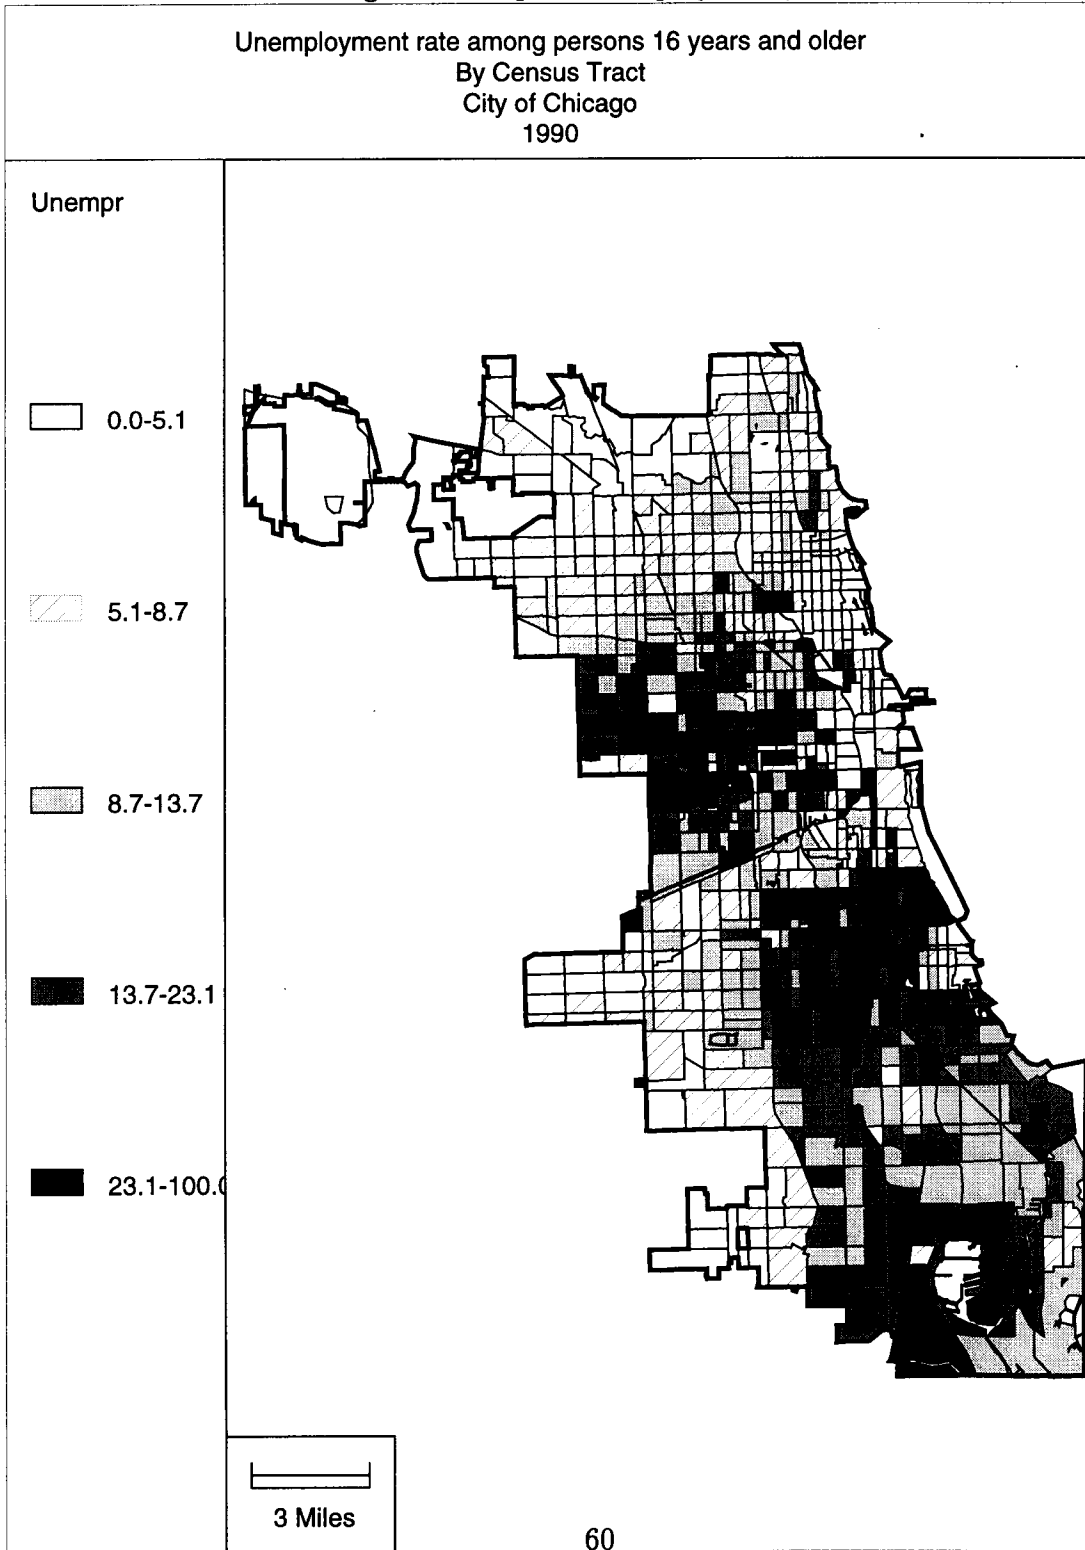 Unemployment rate among persons 16 years and older
By Census Tract
City of Chicago
1990
Unempr
0.0-5.1
5.1-8.7
8.7-13.7
13.7-23.1
23.1-100.0
3 Miles
60